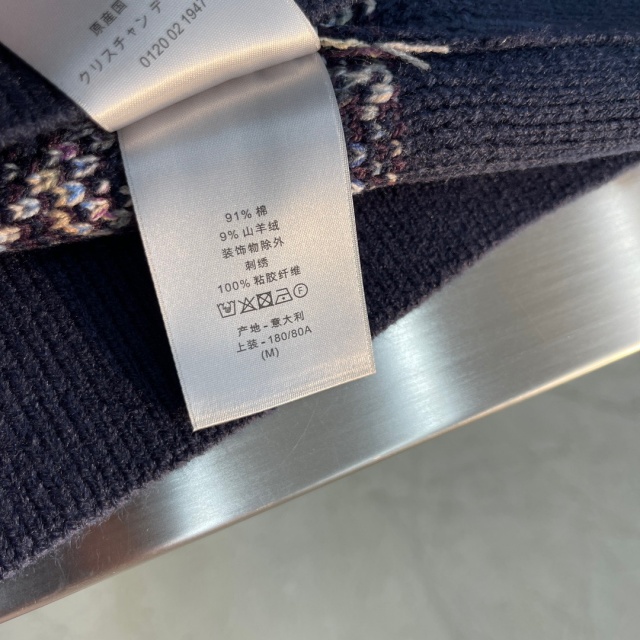 原産国
クリスチャン デ
0120 02 1947
91% 棉
9% 山羊绒
装饰物除外
刺绣
100% 粘胶纤维
产地 - 意大利
上装 - 180/80A
(M)